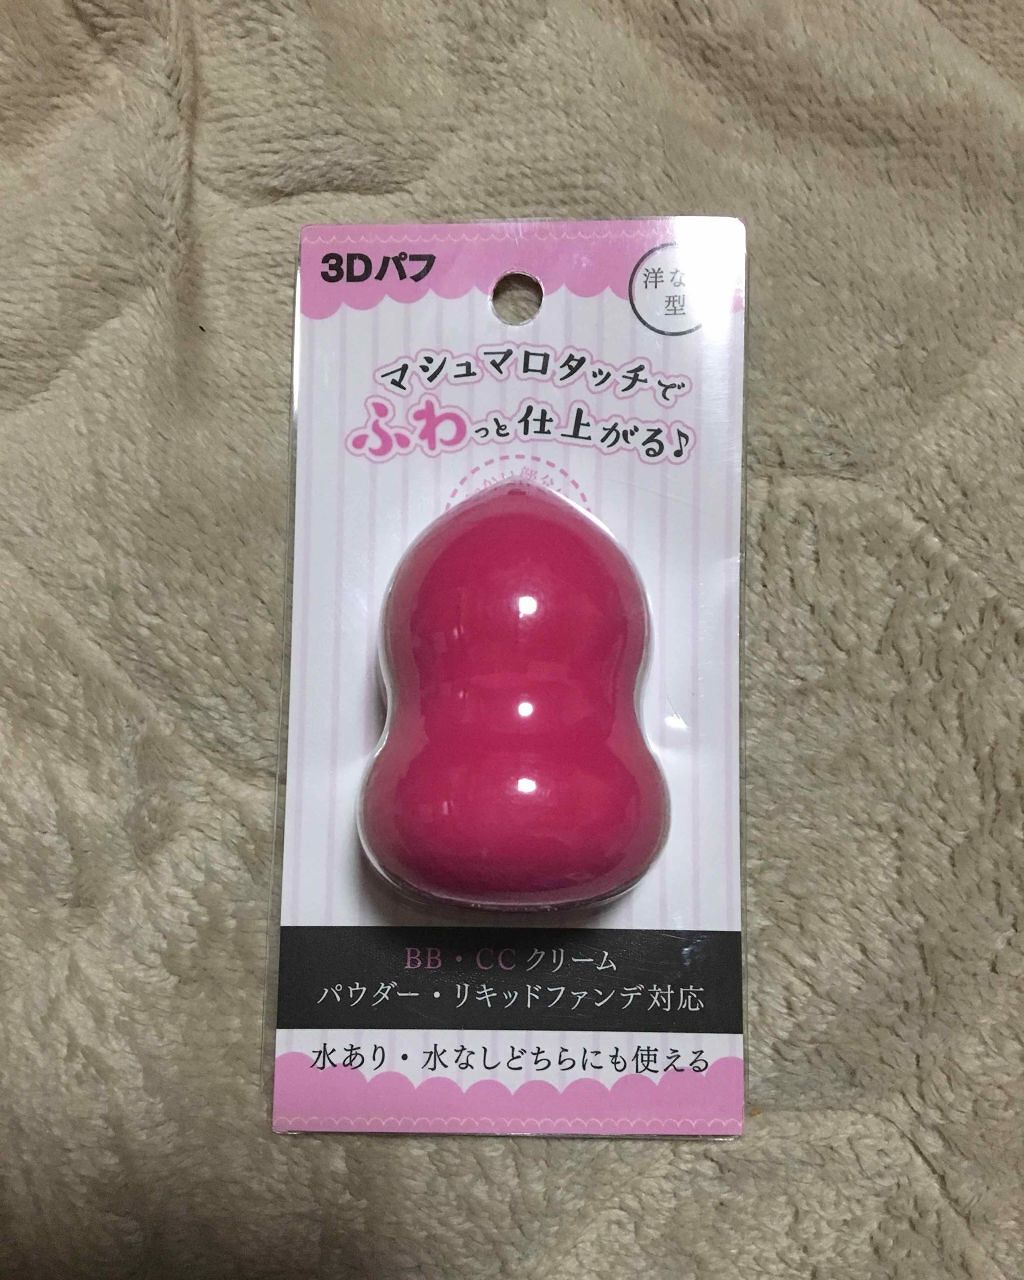 3Dパフ
洋な
型
マシュマロタッチで
ふわっと仕上がる♪
BB・CCクリーム
パウダー・リキッドファンデ対応
水あり・水なしどちらにも使える